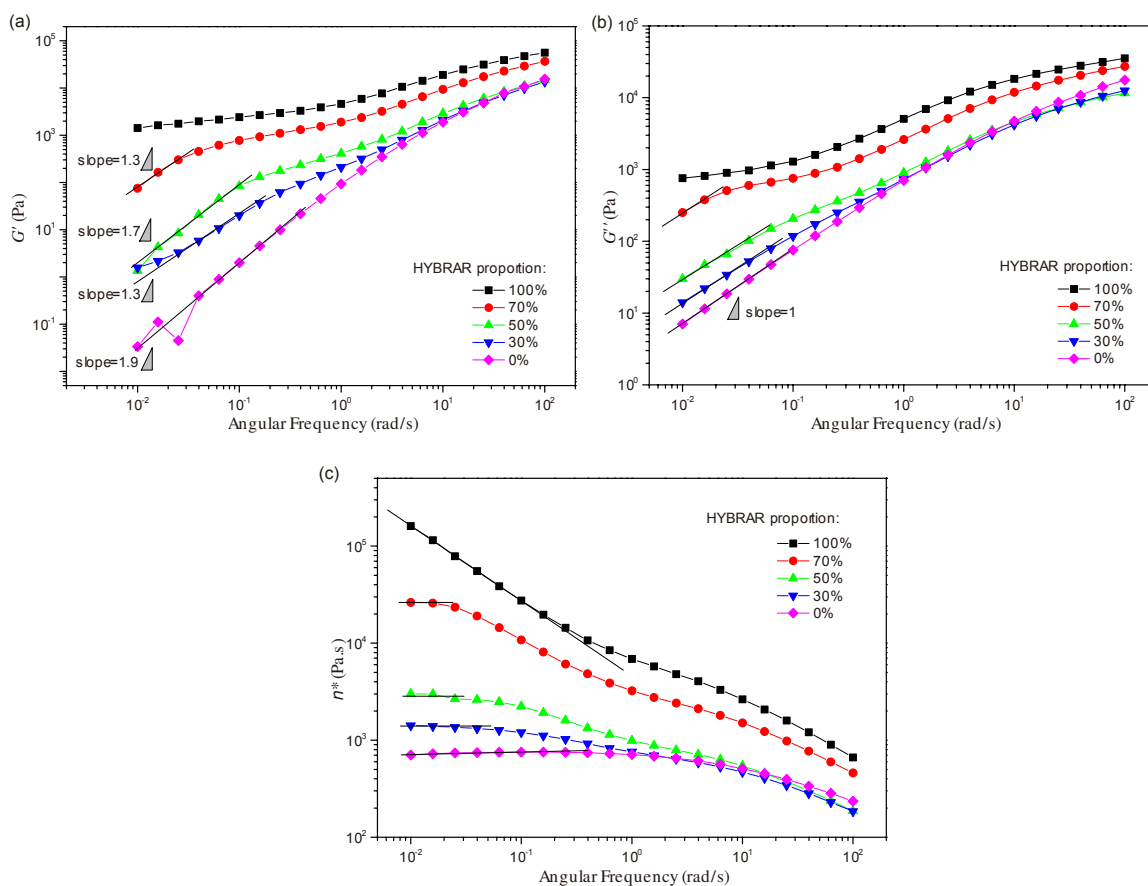 (a)
10^5
10^3
10^1
10^-1
G' (Pa)
slope=1.3
slope=1.7
slope=1.3
slope=1.9
HYBRAR proportion:
100%
70%
50%
30%
0%
10^-2 10^-1 10^0 10^1 10^2
Angular Frequency (rad/s)
(b)
10^5
10^4
10^3
10^2
10^1
10^0
G'' (Pa)
slope=1
HYBRAR proportion:
100%
70%
50%
30%
0%
10^-2 10^-1 10^0 10^1 10^2
Angular Frequency (rad/s)
(c)
10^5
10^4
10^3
10^2
n* (Pa.s)
HYBRAR proportion:
100%
70%
50%
30%
0%
10^-2 10^-1 10^0 10^1 10^2
Angular Frequency (rad/s)